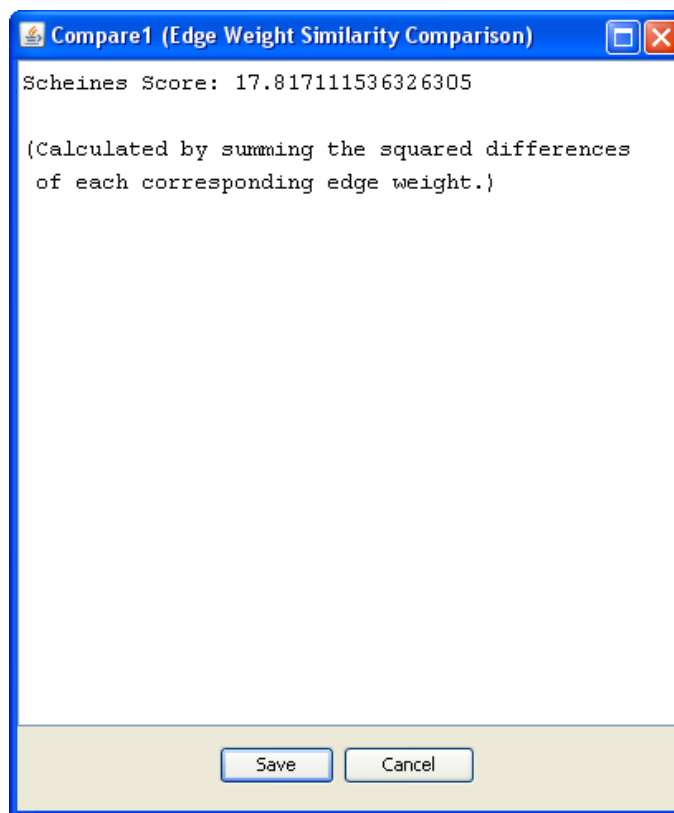 Compare1 (Edge Weight Similarity Comparison)
Scheines Score: 17.817111536326305
(Calculated by summing the squared differences
of each corresponding edge weight.)
Save
Cancel